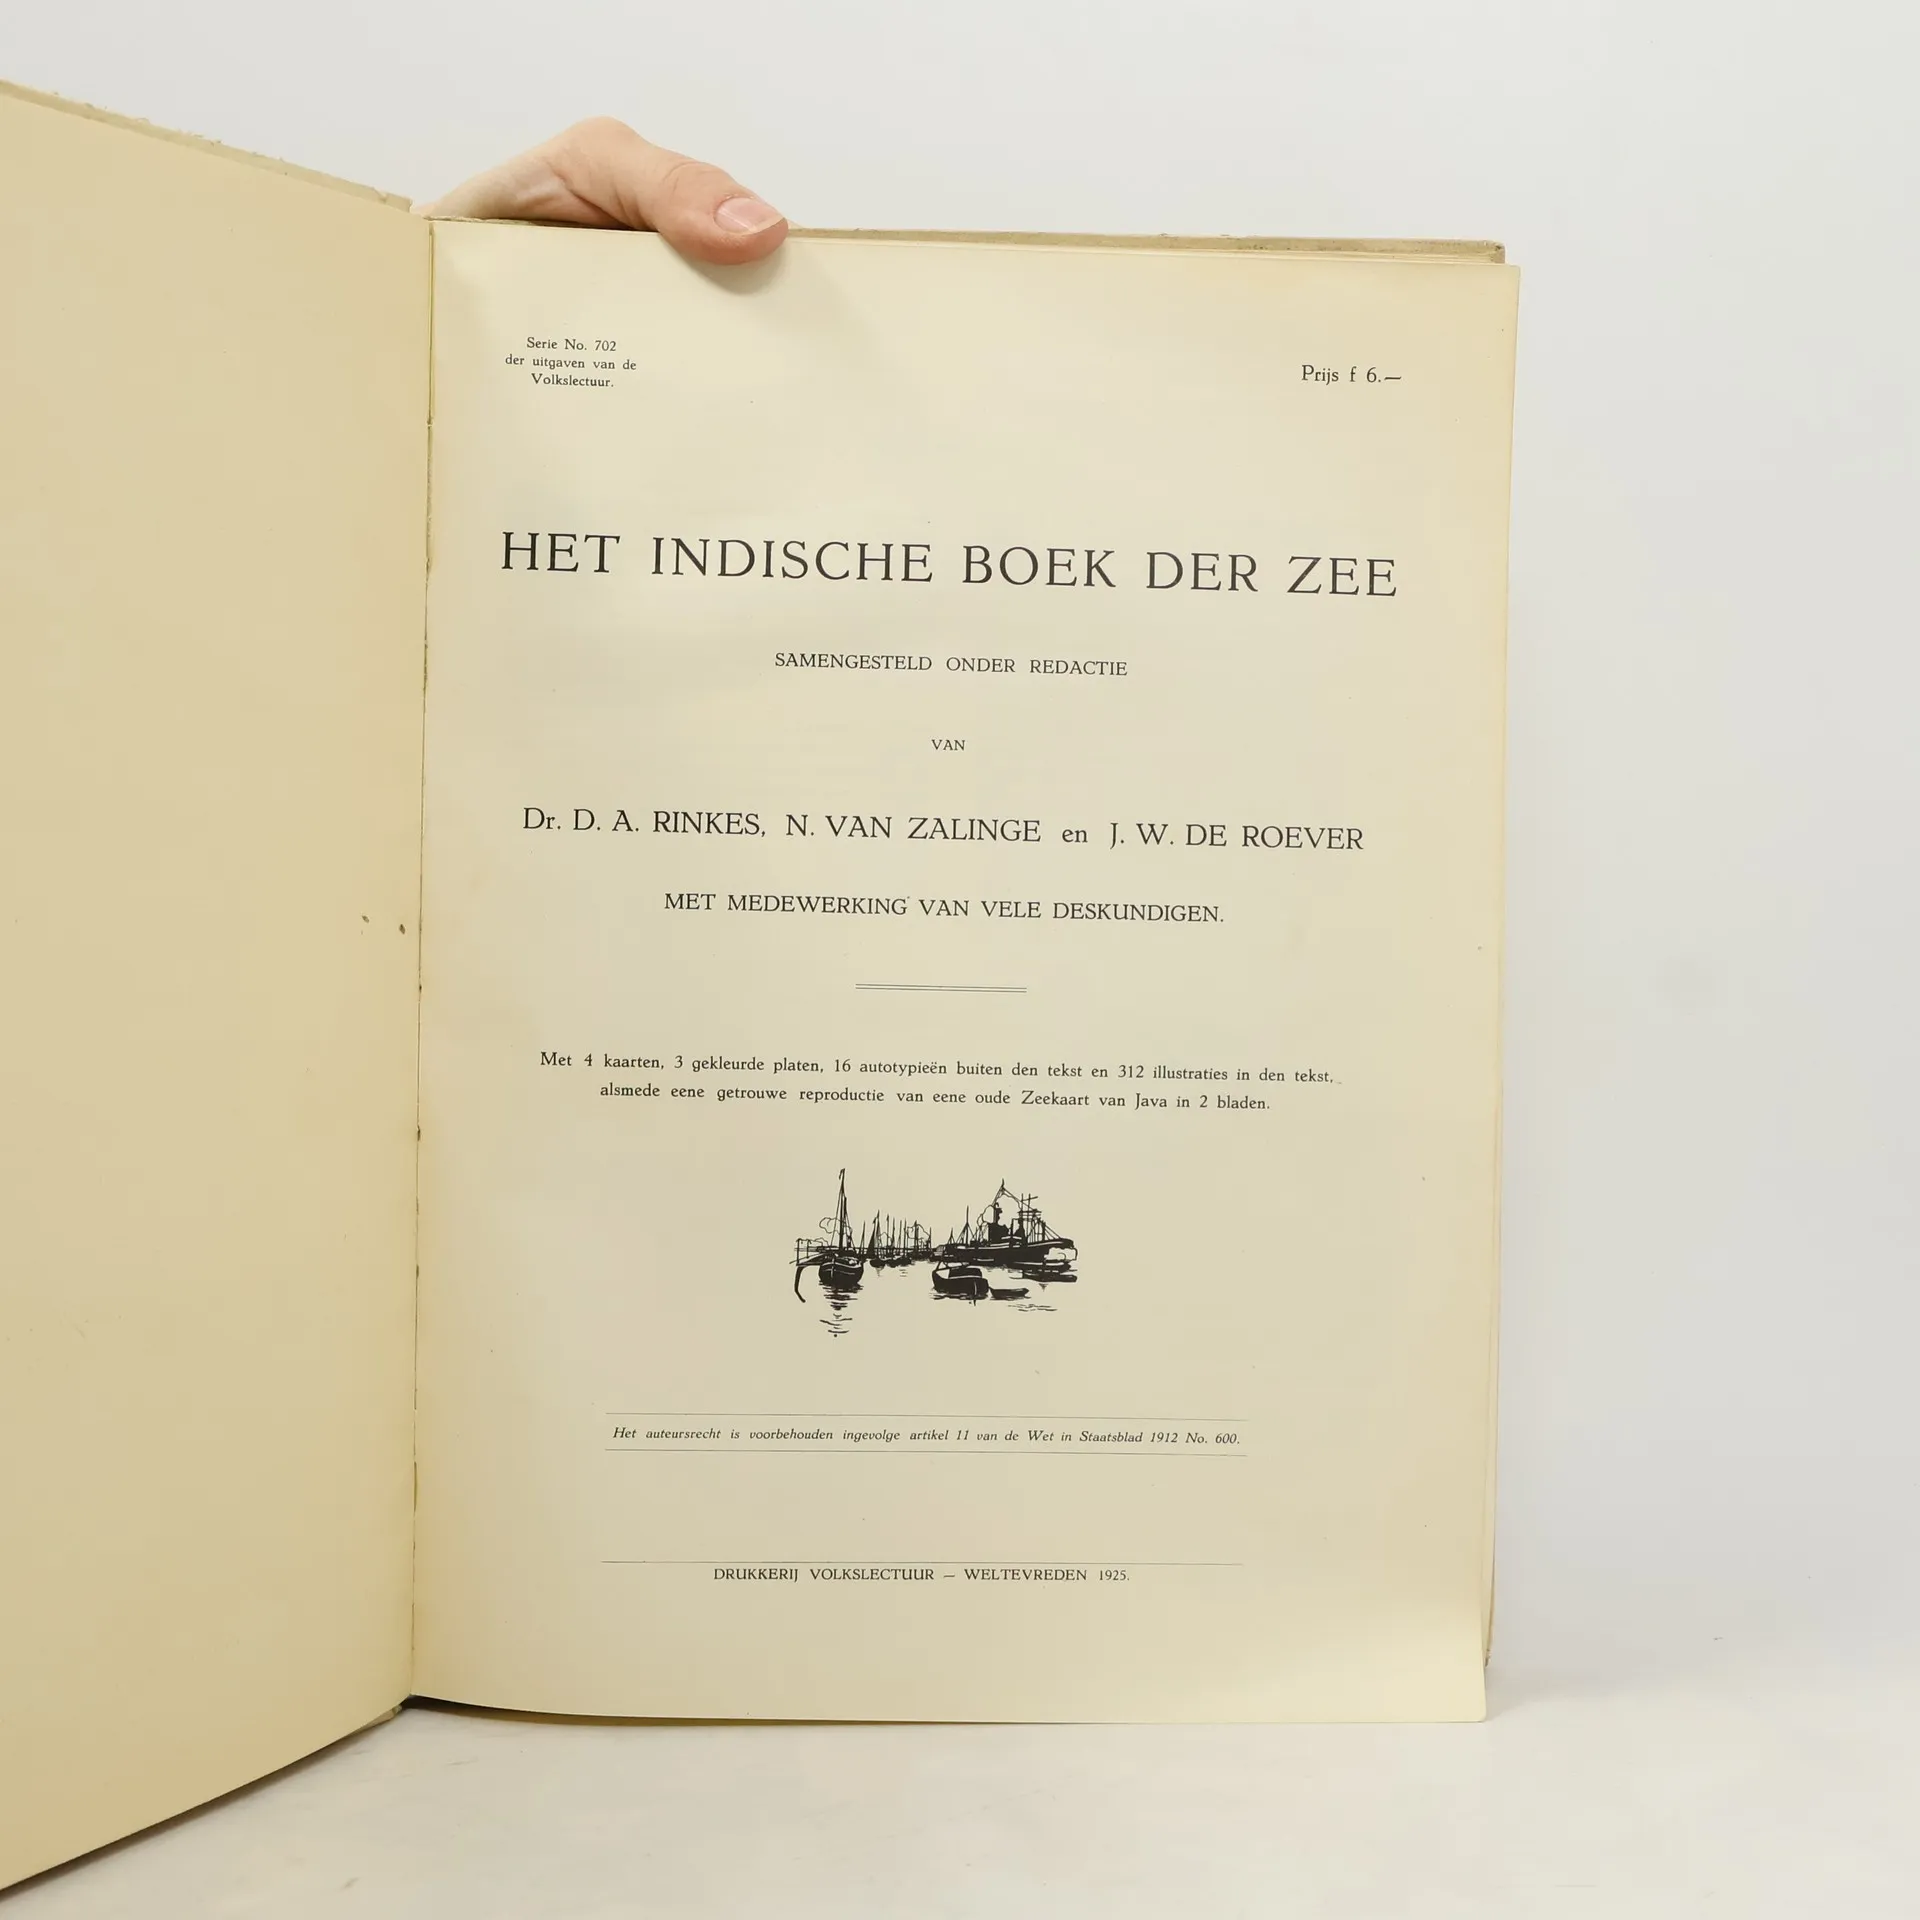 Serie No. 702
der uitgaven van de
Volkslectuur.
Prijs f 6.—
HET INDISCHE BOEK DER ZEE
SAMENGESTELD ONDER REDACTIE
VAN
Dr. D. A. RINKES, N. VAN ZALINGE en J. W. DE ROEVER
MET MEDEWERKING VAN VELE DESKUNDIGEN.
Met 4 kaarten, 3 gekleurde platen, 16 autotypieën buiten den tekst en 312 illustraties in den tekst,
alsmede eene getrouwe reproductie van eene oude Zeekaart van Java in 2 bladen.
Het auteursrecht is voorbehouden ingevolge artikel 11 van de Wet in Staatsblad 1912 No. 600.
DRUKKERIJ VOLKSLECTUUR — WELTEVREDEN 1925.